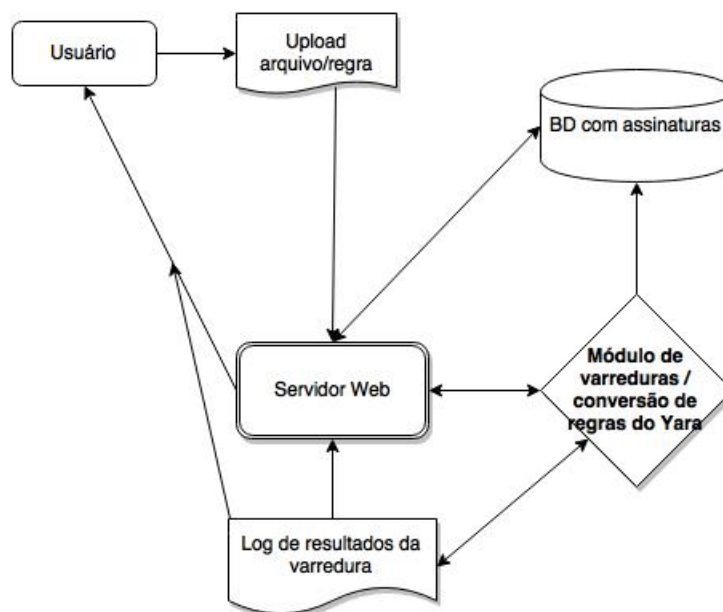 Usuário
Upload
arquivo/regra
BD com assinaturas
Servidor Web
Módulo de
varreduras /
conversão de
regras do Yara
Log de resultados da
varredura